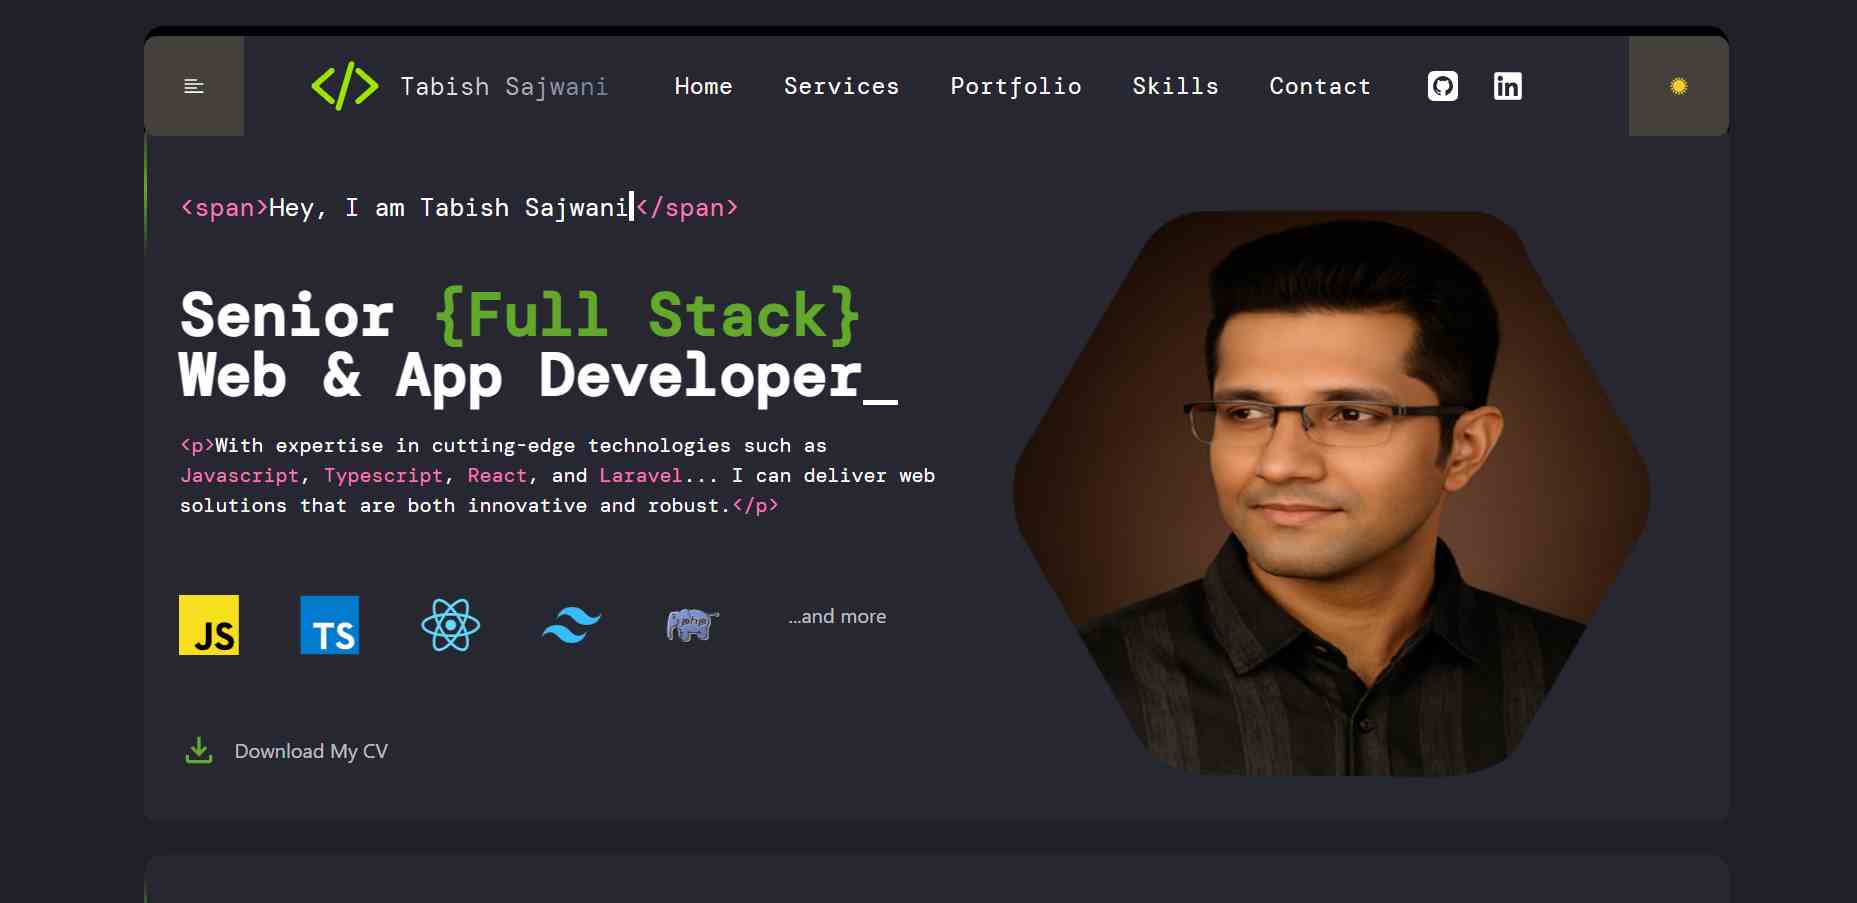 </> Tabish Sajwani Home Services Portfolio Skills Contact in
<span>Hey, I am Tabish Sajwani</span>
Senior {Full Stack}
Web & App Developer_
<p>With expertise in cutting-edge technologies such as
Javascript, Typescript, React, and Laravel... I can deliver web
solutions that are both innovative and robust.</p>
JS TS php ...and more
Download My CV